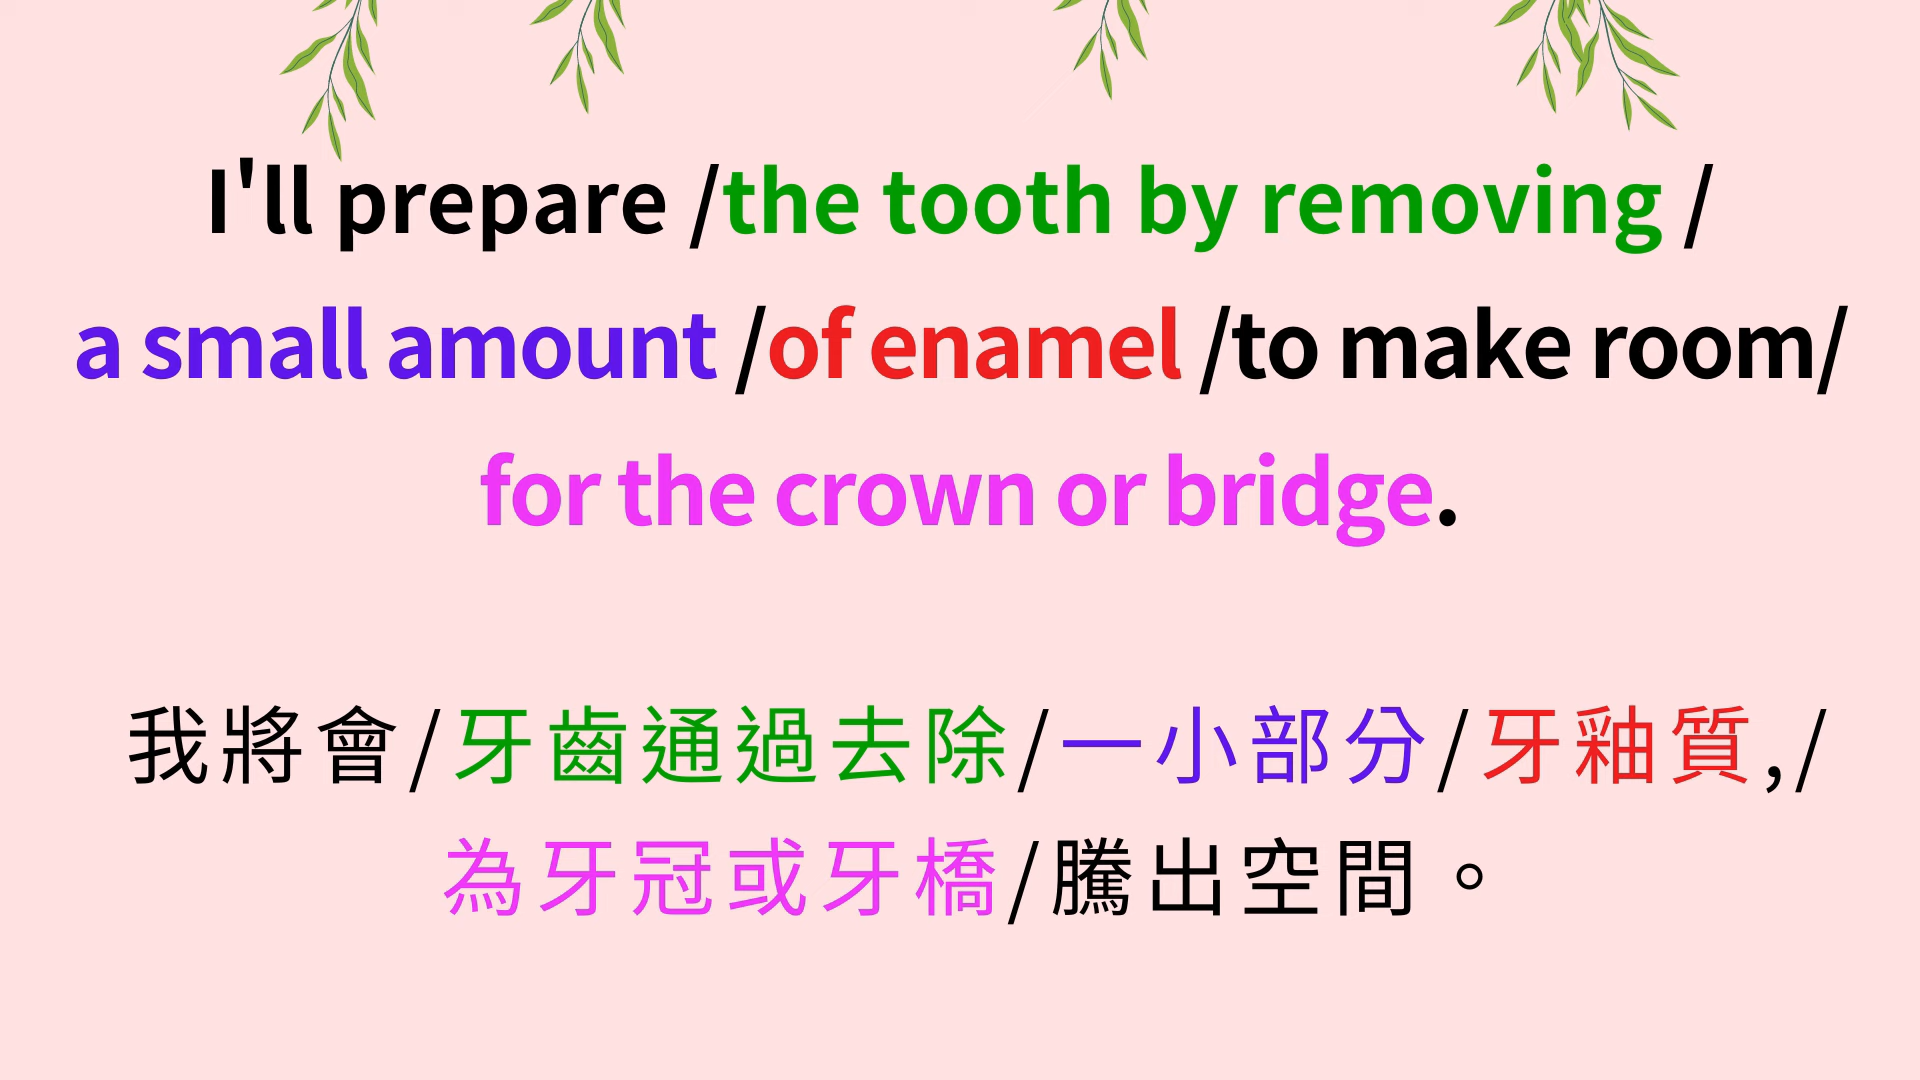 I'll prepare /the tooth by removing /
a small amount /of enamel /to make room/
for the crown or bridge.
我將會/牙齒通過去除/一小部分/牙釉質,/
為牙冠或牙橋/騰出空間。